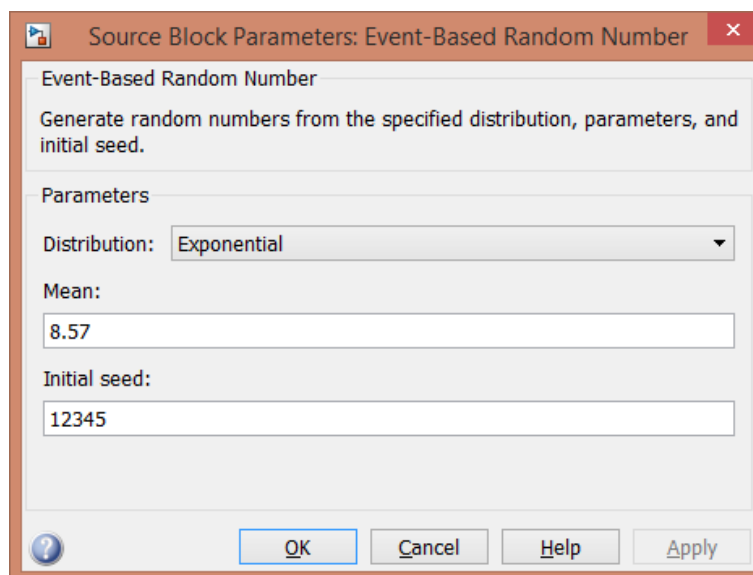 Source Block Parameters: Event-Based Random Number
Event-Based Random Number
Generate random numbers from the specified distribution, parameters, and
initial seed.
Parameters
Distribution: Exponential
Mean:
8.57
Initial seed:
12345
OK Cancel Help Apply